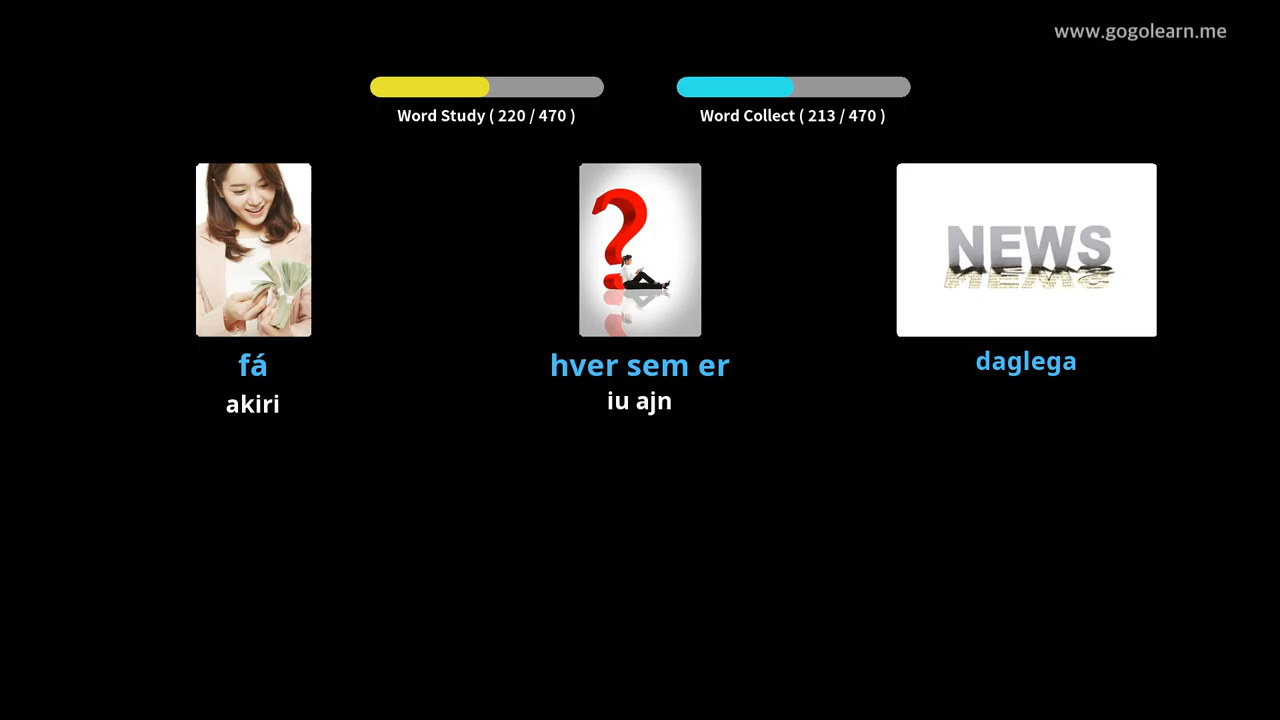 www.gogolearn.me
Word Study ( 220 / 470 )
Word Collect ( 213 / 470 )
NEWS
fá
hver sem er
daglega
akiri
iu ajn